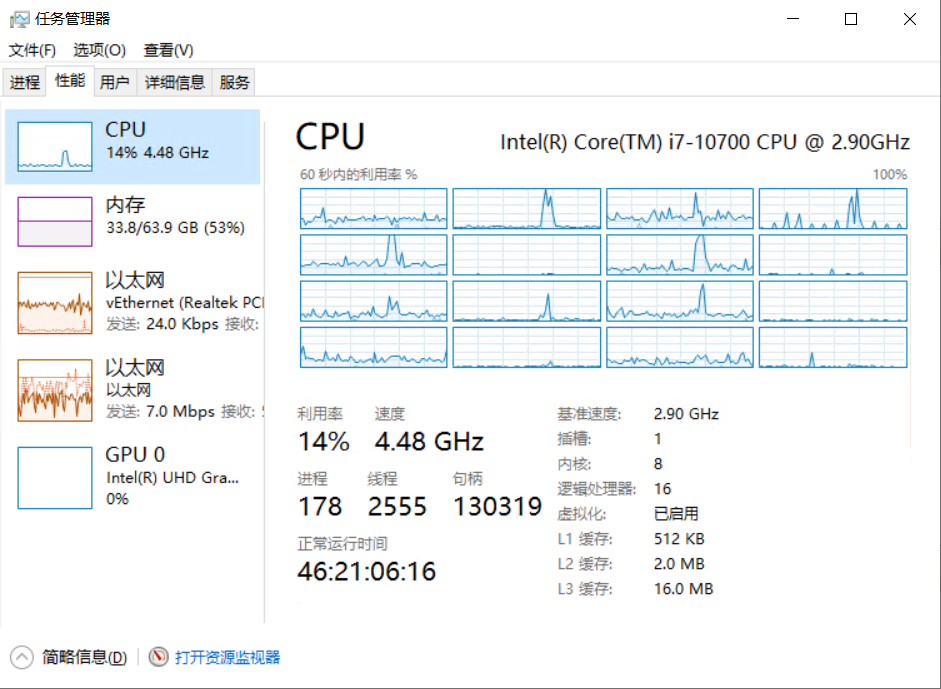 任务管理器
文件(F) 选项(O) 查看(V)
进程 性能 用户 详细信息 服务
CPU
14% 4.48 GHz
内存
33.8/63.9 GB (53%)
以太网
vEthernet (Realtek PCI
发送: 24.0 Kbps 接收:
以太网
以太网
发送: 7.0 Mbps 接收:
GPU 0
Intel(R) UHD Gra...
0%
CPU
Intel(R) Core(TM) i7-10700 CPU @ 2.90GHz
60 秒内的利用率 % 100%
利用率 速度
14% 4.48 GHz
进程 线程 句柄
178 2555 130319
正常运行时间
46:21:06:16
基准速度: 2.90 GHz
插槽: 1
内核: 8
逻辑处理器: 16
虚拟化: 已启用
L1 缓存: 512 KB
L2 缓存: 2.0 MB
L3 缓存: 16.0 MB
简略信息(D) 打开资源监视器